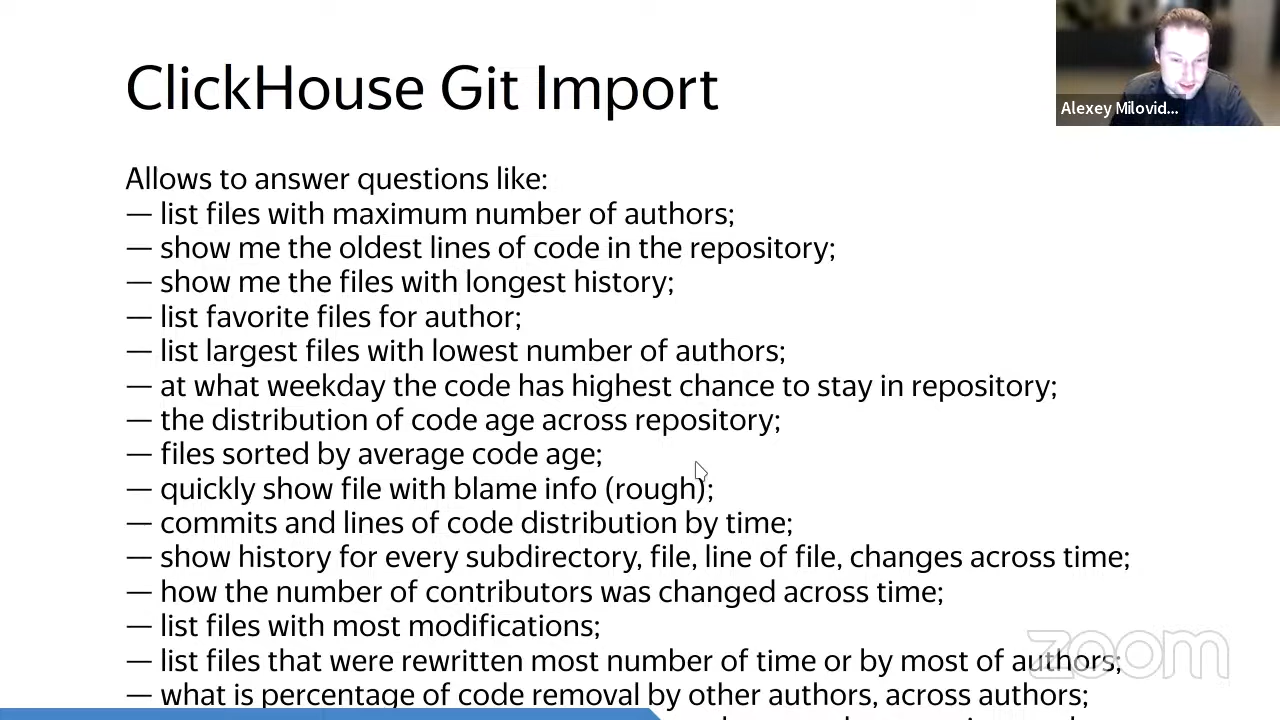 ClickHouse Git Import
Alexey Milovid...
Allows to answer questions like:
— list files with maximum number of authors;
— show me the oldest lines of code in the repository;
— show me the files with longest history;
— list favorite files for author;
— list largest files with lowest number of authors;
— at what weekday the code has highest chance to stay in repository;
— the distribution of code age across repository;
— files sorted by average code age;
— quickly show file with blame info (rough);
— commits and lines of code distribution by time;
— show history for every subdirectory, file, line of file, changes across time;
— how the number of contributors was changed across time;
— list files with most modifications;
— list files that were rewritten most number of time or by most of authors;
— what is percentage of code removal by other authors, across authors;
zoom